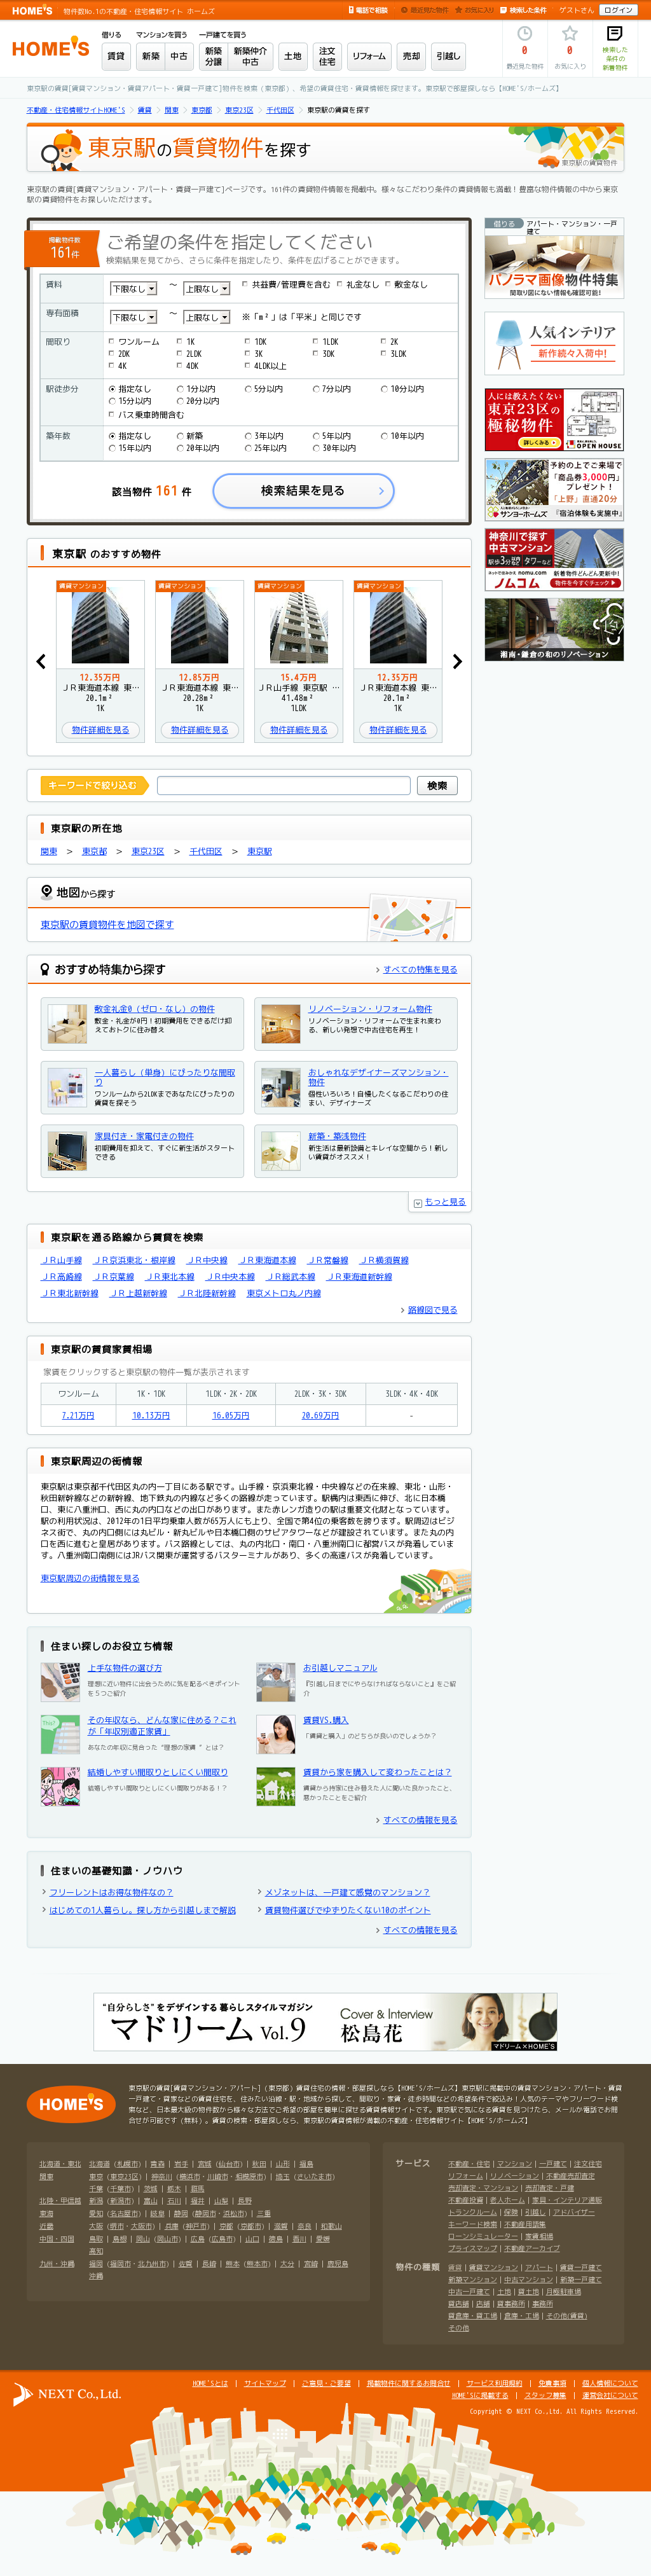 HOME'S 物件数No.1の不動産・住宅情報サイト ホームズ
電話で相談 最近見た物件 お気に入り 検索した条件 ゲストさん ログイン
HOME'S
借りる マンションを買う 一戸建てを買う
賃貸 新築 中古 新築分譲 新築仲介中古 土地 注文住宅 リフォーム 売却 引越し
0 最近見た物件
0 お気に入り
検索した条件の新着物件
東京駅の賃貸[賃貸マンション・賃貸アパート・賃貸一戸建て]物件を検索(東京都)、希望の賃貸住宅・賃貸情報を探せます。東京駅で部屋探しなら【HOME'S/ホームズ】
不動産・住宅情報サイトHOME'S > 賃貸 > 関東 > 東京都 > 東京23区 > 千代田区 > 東京駅の賃貸を探す
東京駅の賃貸物件を探す
東京駅の賃貸物件
東京駅の賃貸[賃貸マンション・アパート・賃貸一戸建て]ページです。161件の賃貸物件情報を掲載中。様々なこだわり条件の賃貸情報も満載!豊富な物件情報の中から東京駅の賃貸物件をお探しいただけます。
掲載物件数
161件
ご希望の条件を指定してください
検索結果を見てから、さらに条件を指定したり、条件を広げることができます。
賃料 下限なし ～ 上限なし 共益費/管理費を含む 礼金なし 敷金なし
専有面積 下限なし ～ 上限なし ※「m²」は「平米」と同じです
間取り ワンルーム 1K 1DK 1LDK 2K
2DK 2LDK 3K 3DK 3LDK
4K 4DK 4LDK以上
駅徒歩分 指定なし 1分以内 5分以内 7分以内 10分以内
15分以内 20分以内
バス乗車時間含む
築年数 指定なし 新築 3年以内 5年以内 10年以内
15年以内 20年以内 25年以内 30年以内
該当物件 161 件 検索結果を見る
借りる アパート・マンション・一戸建て
パノラマ画像物件特集
間取り図にない情報も確認可能!
人気インテリア
新作続々入荷中!
人には教えたくない
東京23区の
極秘物件
詳しくみる
OPEN HOUSE
予約の上でご来場で
「商品券3,000円」
プレゼント!
「上野」直通20分
サンヨーホームズ
『宿泊体験も実施中』
神奈川で探す
中古マンション
駅歩3分以内 タワーなど
ネットで住みかえ nomu.com
ノムコム
新着物件ぞくぞく更新中!
物件を今すぐチェック
湘南・鎌倉の和のリノベーション
東京駅 のおすすめ物件
賃貸マンション 賃貸マンション 賃貸マンション 賃貸マンション
12.35万円 12.85万円 15.4万円 12.35万円
ＪＲ東海道本線 東… ＪＲ東海道本線 東… ＪＲ山手線 東京駅 … ＪＲ東海道本線 東…
20.1m² 20.28m² 41.48m² 20.1m²
1K 1K 1LDK 1K
物件詳細を見る 物件詳細を見る 物件詳細を見る 物件詳細を見る
キーワードで絞り込む 検索
東京駅の所在地
関東 > 東京都 > 東京23区 > 千代田区 > 東京駅
地図から探す
東京駅の賃貸物件を地図で探す
おすすめ特集から探す すべての特集を見る
敷金礼金0(ゼロ・なし)の物件
敷金・礼金が0円!初期費用をできるだけ抑えておトクに住み替え
リノベーション・リフォーム物件
リノベーション・リフォームで生まれ変わる、新しい発想で中古住宅を再生!
一人暮らし(単身)にぴったりな間取り
ワンルームから2LDKまであなたにぴったりの賃貸を探そう
おしゃれなデザイナーズマンション・物件
個性いろいろ!自慢したくなるこだわりの住まい、デザイナーズ
家具付き・家電付きの物件
初期費用を抑えて、すぐに新生活がスタートできる
新築・築浅物件
新生活は最新設備とキレイな空間から!新しい賃貸がオススメ!
もっと見る
東京駅を通る路線から賃貸を検索
ＪＲ山手線 ＪＲ京浜東北・根岸線 ＪＲ中央線 ＪＲ東海道本線 ＪＲ常磐線 ＪＲ横須賀線
ＪＲ高崎線 ＪＲ京葉線 ＪＲ東北本線 ＪＲ中央本線 ＪＲ総武本線 ＪＲ東海道新幹線
ＪＲ東北新幹線 ＪＲ上越新幹線 ＪＲ北陸新幹線 東京メトロ丸ノ内線
路線図で見る
東京駅の賃貸家賃相場
家賃をクリックすると東京駅の物件一覧が表示されます
ワンルーム 1K・1DK 1LDK・2K・2DK 2LDK・3K・3DK 3LDK・4K・4DK
7.21万円 10.13万円 16.05万円 20.69万円 -
東京駅周辺の街情報
東京駅は東京都千代田区丸の内一丁目にある駅です。山手線・京浜東北線・中央線などの在来線、東北・山形・秋田新幹線などの新幹線、地下鉄丸の内線など多くの路線が走っています。駅構内は東西に伸び、北に日本橋口、東に八重洲口、西に丸の内口などの出口があります。また赤レンガ造りの駅は重要文化財となっています。駅の利用状況は、2012年の1日平均乗車人数が65万人にも上り、全国で第4位の乗客数を誇ります。駅周辺はビジネス街で、丸の内口側には丸ビル・新丸ビルや日本橋口側のサピアタワーなどが建設されています。また丸の内口を西に進むと皇居があります。バス路線としては、丸の内北口・南口・八重洲南口に都営バスが発着しています。八重洲南口南側にはJRバス関東が運営するバスターミナルがあり、多くの高速バスが発着しています。
東京駅周辺の街情報を見る
住まい探しのお役立ち情報
上手な物件の選び方
理想に近い物件に出会うために気を配るべきポイントを５つご紹介
お引越しマニュアル
『引越し日までにやらなければならないこと』をご紹介
その年収なら、どんな家に住める?これが「年収別適正家賃」
あなたの年収に見合った“理想の家賃“とは?
賃貸VS.購入
「賃貸と購入」のどちらが良いのでしょうか?
結婚しやすい間取りとしにくい間取り
結婚しやすい間取りとしにくい間取りがある!?
賃貸から家を購入して変わったことは?
賃貸から持家に住み替えた人に聞いた良かったこと、悪かったことをご紹介
すべての情報を見る
住まいの基礎知識・ノウハウ
フリーレントはお得な物件なの? メゾネットは、一戸建て感覚のマンション?
はじめての1人暮らし。探し方から引越しまで解説 賃貸物件選びでゆずりたくない10のポイント
すべての情報を見る
“自分らしさ”をデザインする暮らしスタイルマガジン
マドリーム Vol.9
Cover & Interview
松島花
マドリーム×HOME'S
HOME'S
東京駅の賃貸[賃貸マンション・アパート](東京都)賃貸住宅の情報・部屋探しなら【HOME'S/ホームズ】東京駅に掲載中の賃貸マンション・アパート・賃貸一戸建て・貸家などの賃貸住宅を、住みたい沿線・駅・地域から探して、間取り・家賃・徒歩時間などの希望条件で絞込み!人気のテーマやフリーワード検索など、日本最大級の物件数から様々な方法でご希望の部屋を簡単に探せる賃貸情報サイトです。東京駅で気になる賃貸を見つけたら、メールか電話でお問合せが可能です(無料)。賃貸の検索・部屋探しなら、東京駅の賃貸情報が満載の不動産・住宅情報サイト【HOME'S/ホームズ】
北海道・東北 北海道(札幌市)| 青森 | 岩手 | 宮城(仙台市)| 秋田 | 山形 | 福島
関東 東京(東京23区)| 神奈川(横浜市・川崎市・相模原市)| 埼玉(さいたま市)
千葉(千葉市)| 茨城 | 栃木 | 群馬
北陸・甲信越 新潟(新潟市)| 富山 | 石川 | 福井 | 山梨 | 長野
東海 愛知(名古屋市)| 岐阜 | 静岡(静岡市・浜松市)| 三重
近畿 大阪(堺市・大阪市)| 兵庫(神戸市)| 京都(京都市)| 滋賀 | 奈良 | 和歌山
中国・四国 鳥取 | 島根 | 岡山(岡山市)| 広島(広島市)| 山口 | 徳島 | 香川 | 愛媛
高知
九州・沖縄 福岡(福岡市・北九州市)| 佐賀 | 長崎 | 熊本(熊本市)| 大分 | 宮崎 | 鹿児島
沖縄
サービス 不動産・住宅 | マンション | 一戸建て | 注文住宅
リフォーム | リノベーション | 不動産売却査定
売却査定・マンション | 売却査定・戸建
不動産投資 | 老人ホーム | 家具・インテリア通販
トランクルーム | 保険 | 引越し | アドバイザー
キーワード検索 | 不動産用語集
ローンシミュレーター | 家賃相場
プライスマップ | 不動産アーカイブ
物件の種類 賃貸 | 賃貸マンション | アパート | 賃貸一戸建て
新築マンション | 中古マンション | 新築一戸建て
中古一戸建て | 土地 | 貸土地 | 月極駐車場
貸店舗 | 店舗 | 貸事務所 | 事務所
貸倉庫・貸工場 | 倉庫・工場 | その他(賃貸)
その他
NEXT Co.,Ltd.
HOME'Sとは | サイトマップ | ご意見・ご要望 | 掲載物件に関するお問合せ | サービス利用規約 | 免責事項 | 個人情報について
HOME'Sに掲載する | スタッフ募集 | 運営会社について
Copyright © NEXT Co.,Ltd. All Rights Reserved.